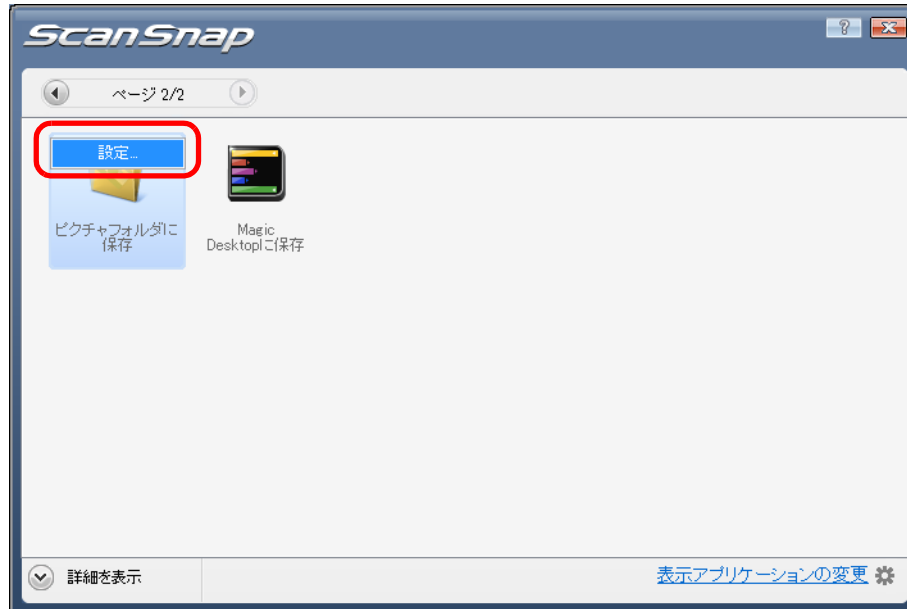 ScanSnap
?
ページ 2/2
設定...
ピクチャフォルダに
保存
Magic
Desktopに保存
詳細を表示
表示アプリケーションの変更